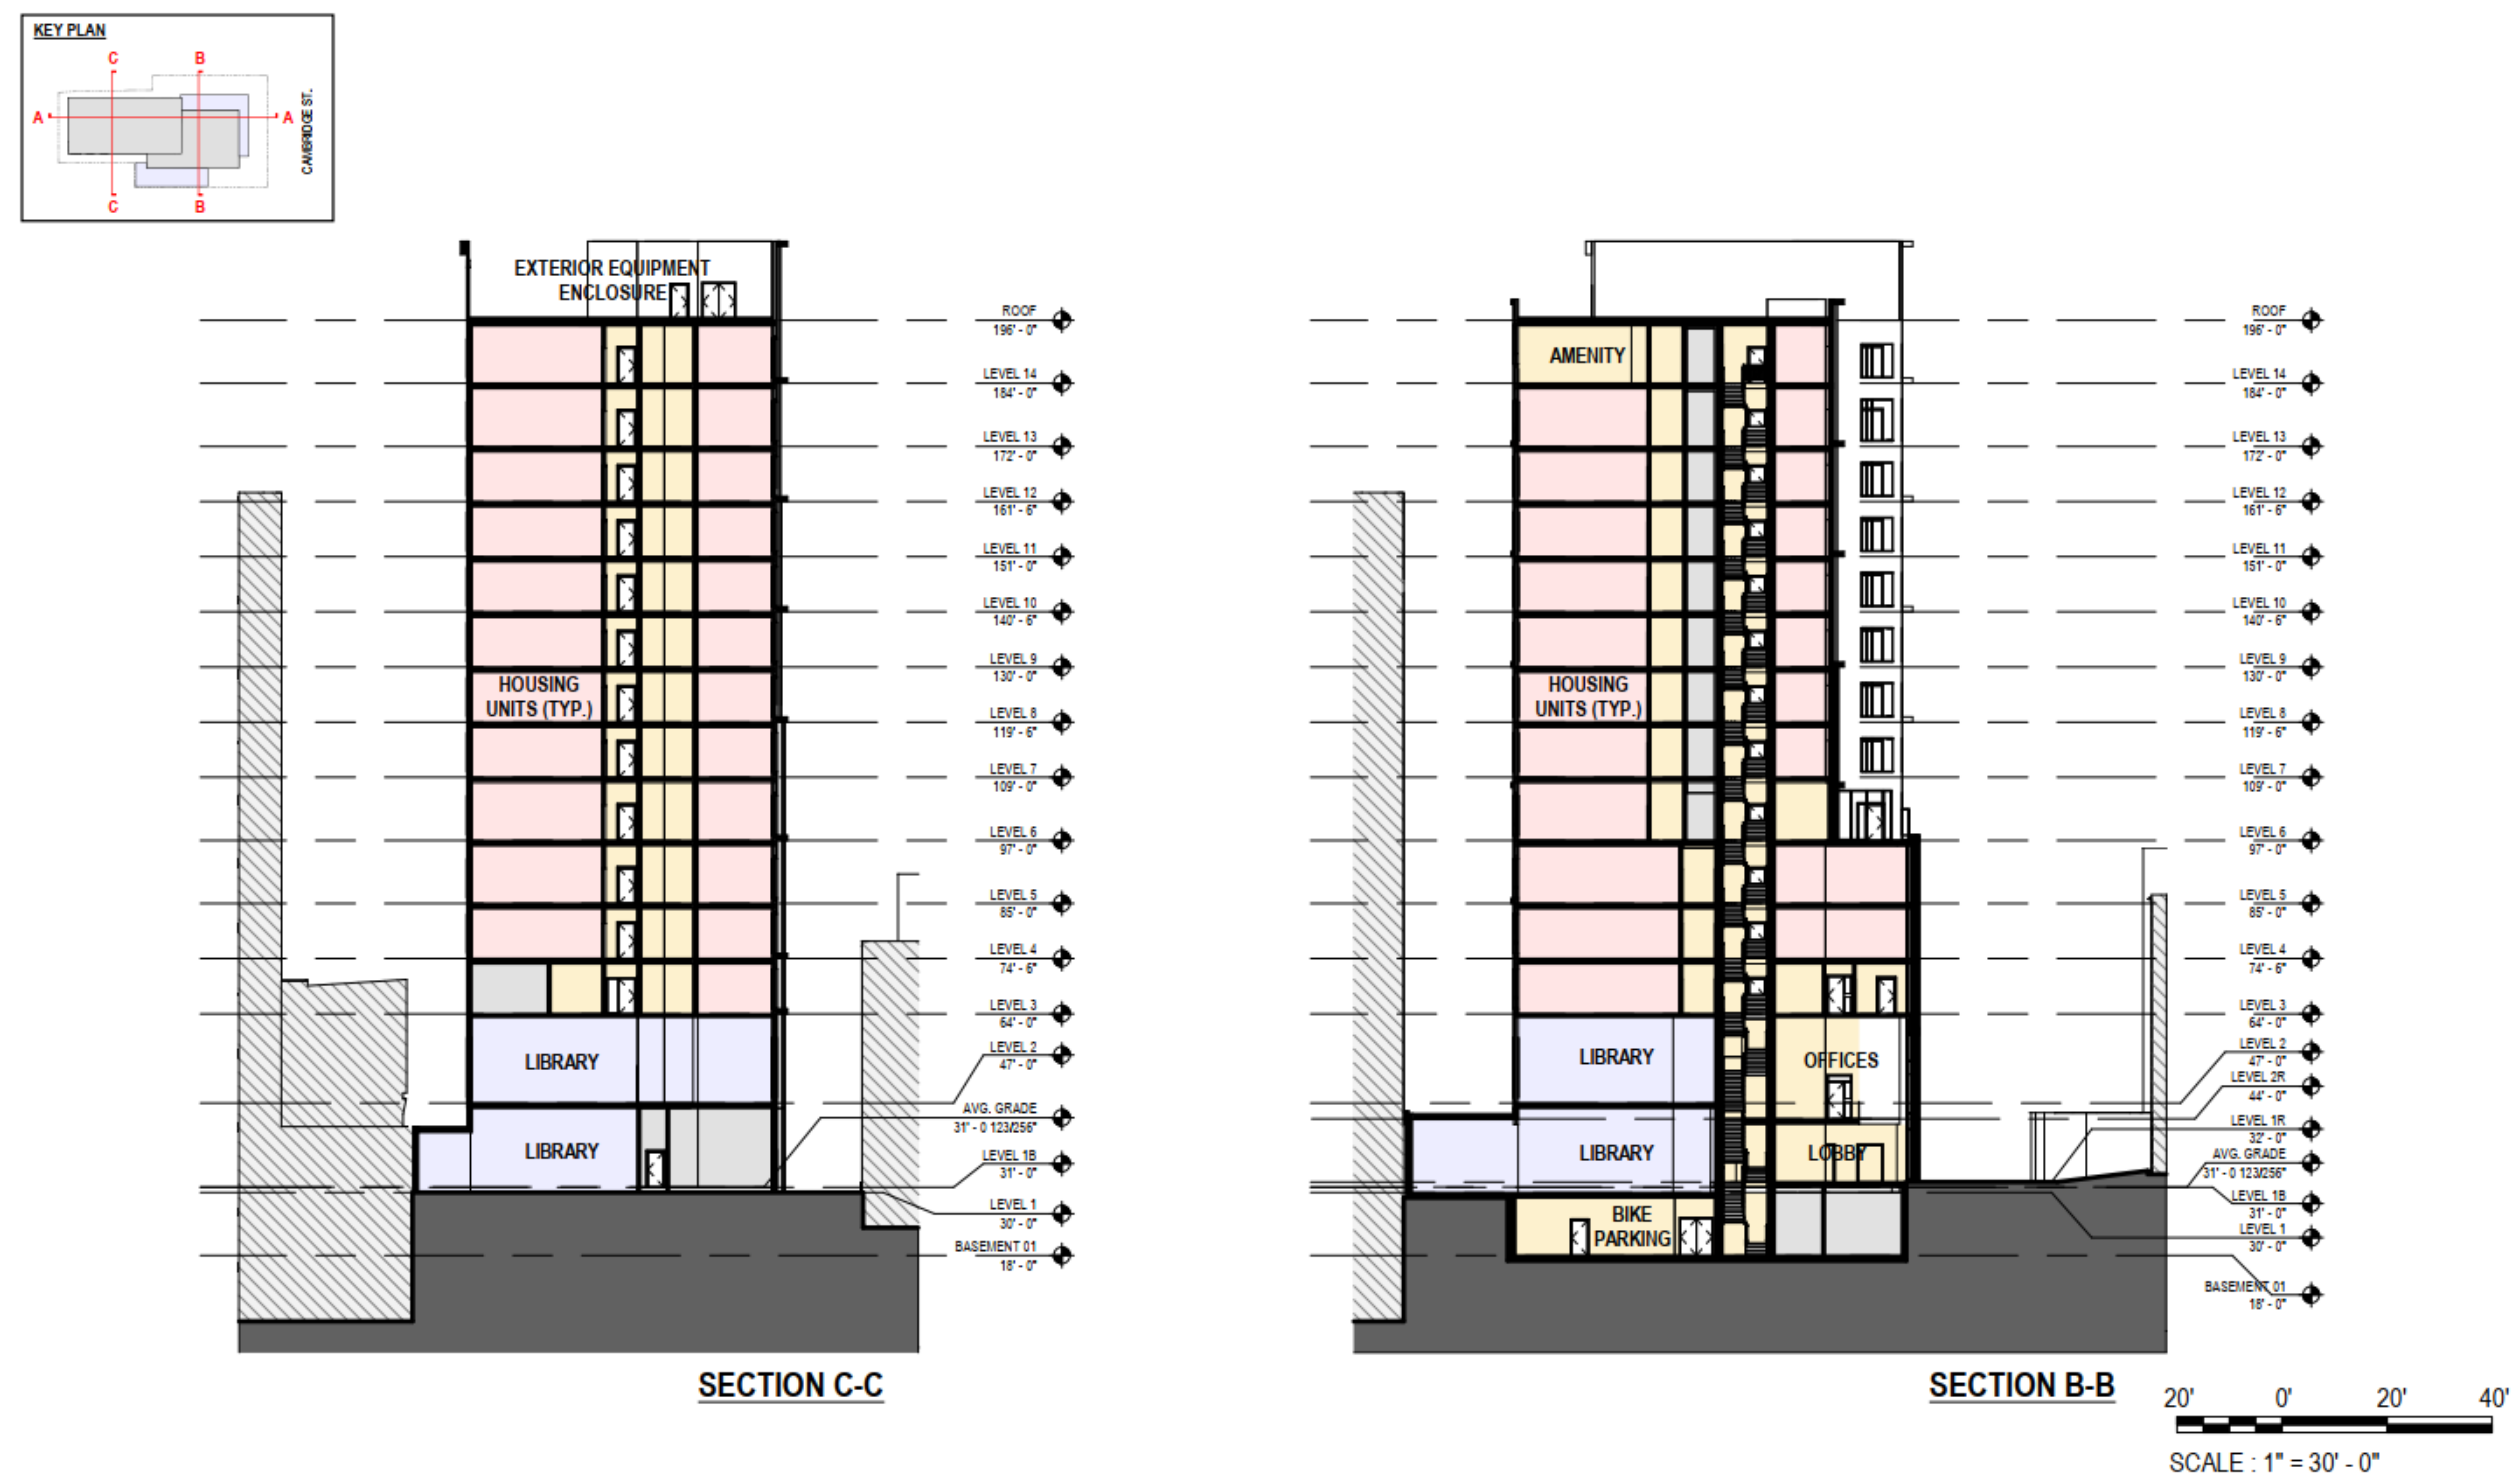 KEY PLAN
C
B
A
A
CAMBRIDGE ST.
C
B
EXTERIOR EQUIPMENT
ENCLOSURE
HOUSING
UNITS (TYP.)
LIBRARY
LIBRARY
ROOF
196' - 0"
LEVEL 14
184' - 0"
LEVEL 13
172' - 0"
LEVEL 12
161' - 6"
LEVEL 11
151' - 0"
LEVEL 10
140' - 6"
LEVEL 9
130' - 0"
LEVEL 8
119' - 6"
LEVEL 7
109' - 0"
LEVEL 6
97' - 0"
LEVEL 5
85' - 0"
LEVEL 4
74' - 6"
LEVEL 3
64' - 0"
LEVEL 2
47' - 0"
AVG. GRADE
31' - 0 123/256"
LEVEL 1B
31' - 0"
LEVEL 1
30' - 0"
BASEMENT 01
18' - 0"
SECTION C-C
AMENITY
HOUSING
UNITS (TYP.)
LIBRARY
OFFICES
LIBRARY
LOBBY
BIKE
PARKING
ROOF
196' - 0"
LEVEL 14
184' - 0"
LEVEL 13
172' - 0"
LEVEL 12
161' - 6"
LEVEL 11
151' - 0"
LEVEL 10
140' - 6"
LEVEL 9
130' - 0"
LEVEL 8
119' - 6"
LEVEL 7
109' - 0"
LEVEL 6
97' - 0"
LEVEL 5
85' - 0"
LEVEL 4
74' - 6"
LEVEL 3
64' - 0"
LEVEL 2
47' - 0"
LEVEL 2R
44' - 0"
LEVEL 1R
32' - 0"
AVG. GRADE
31' - 0 123/256"
LEVEL 1B
31' - 0"
LEVEL 1
30' - 0"
BASEMENT 01
18' - 0"
SECTION B-B
20' 0' 20' 40'
SCALE : 1" = 30' - 0"